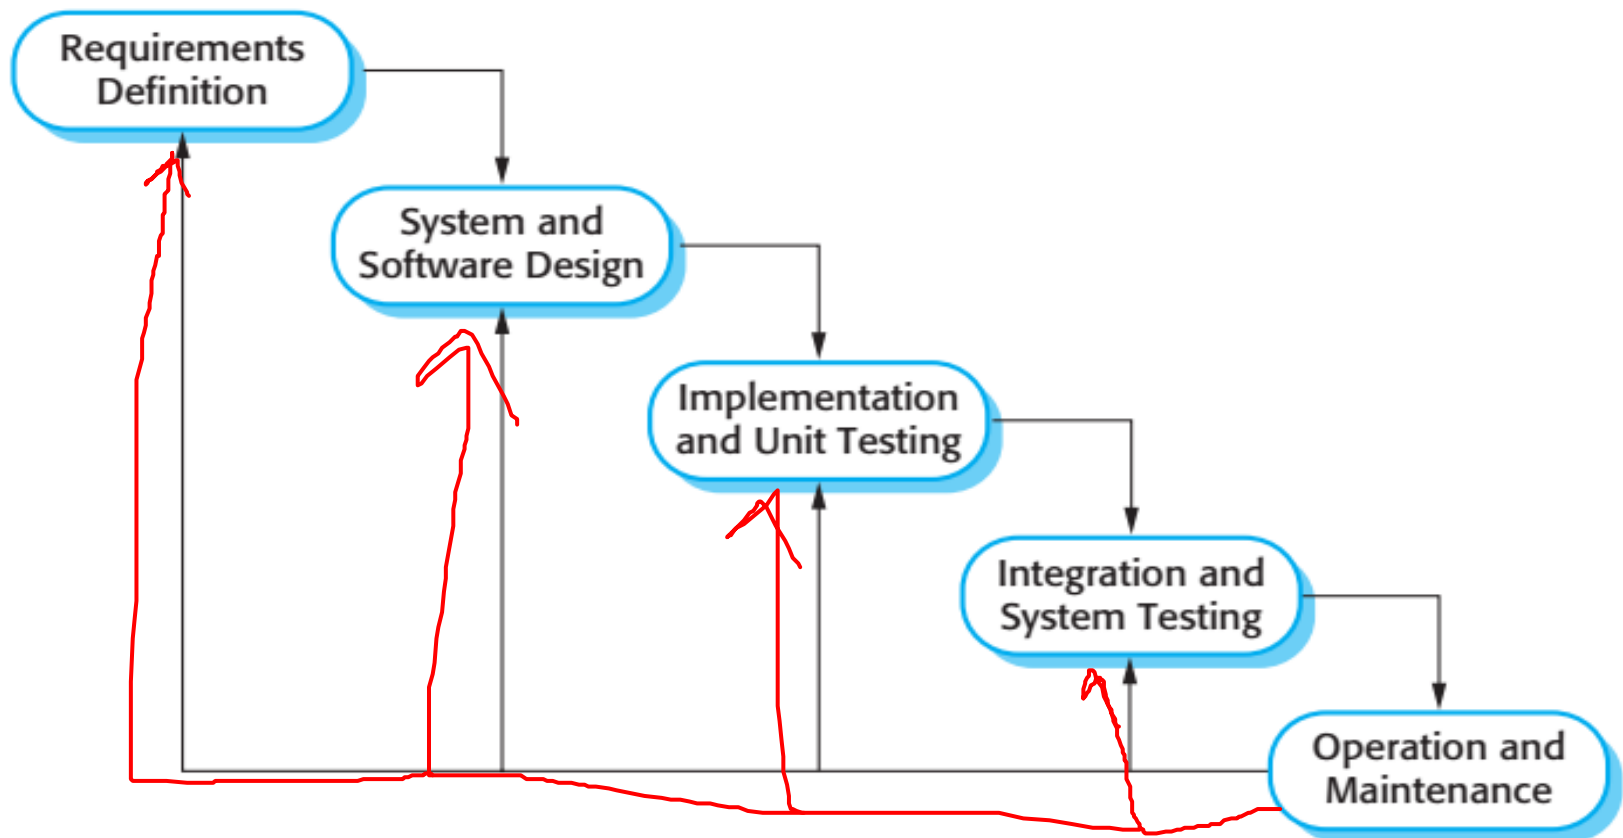 Requirements
Definition
System and
Software Design
Implementation
and Unit Testing
Integration and
System Testing
Operation and
Maintenance